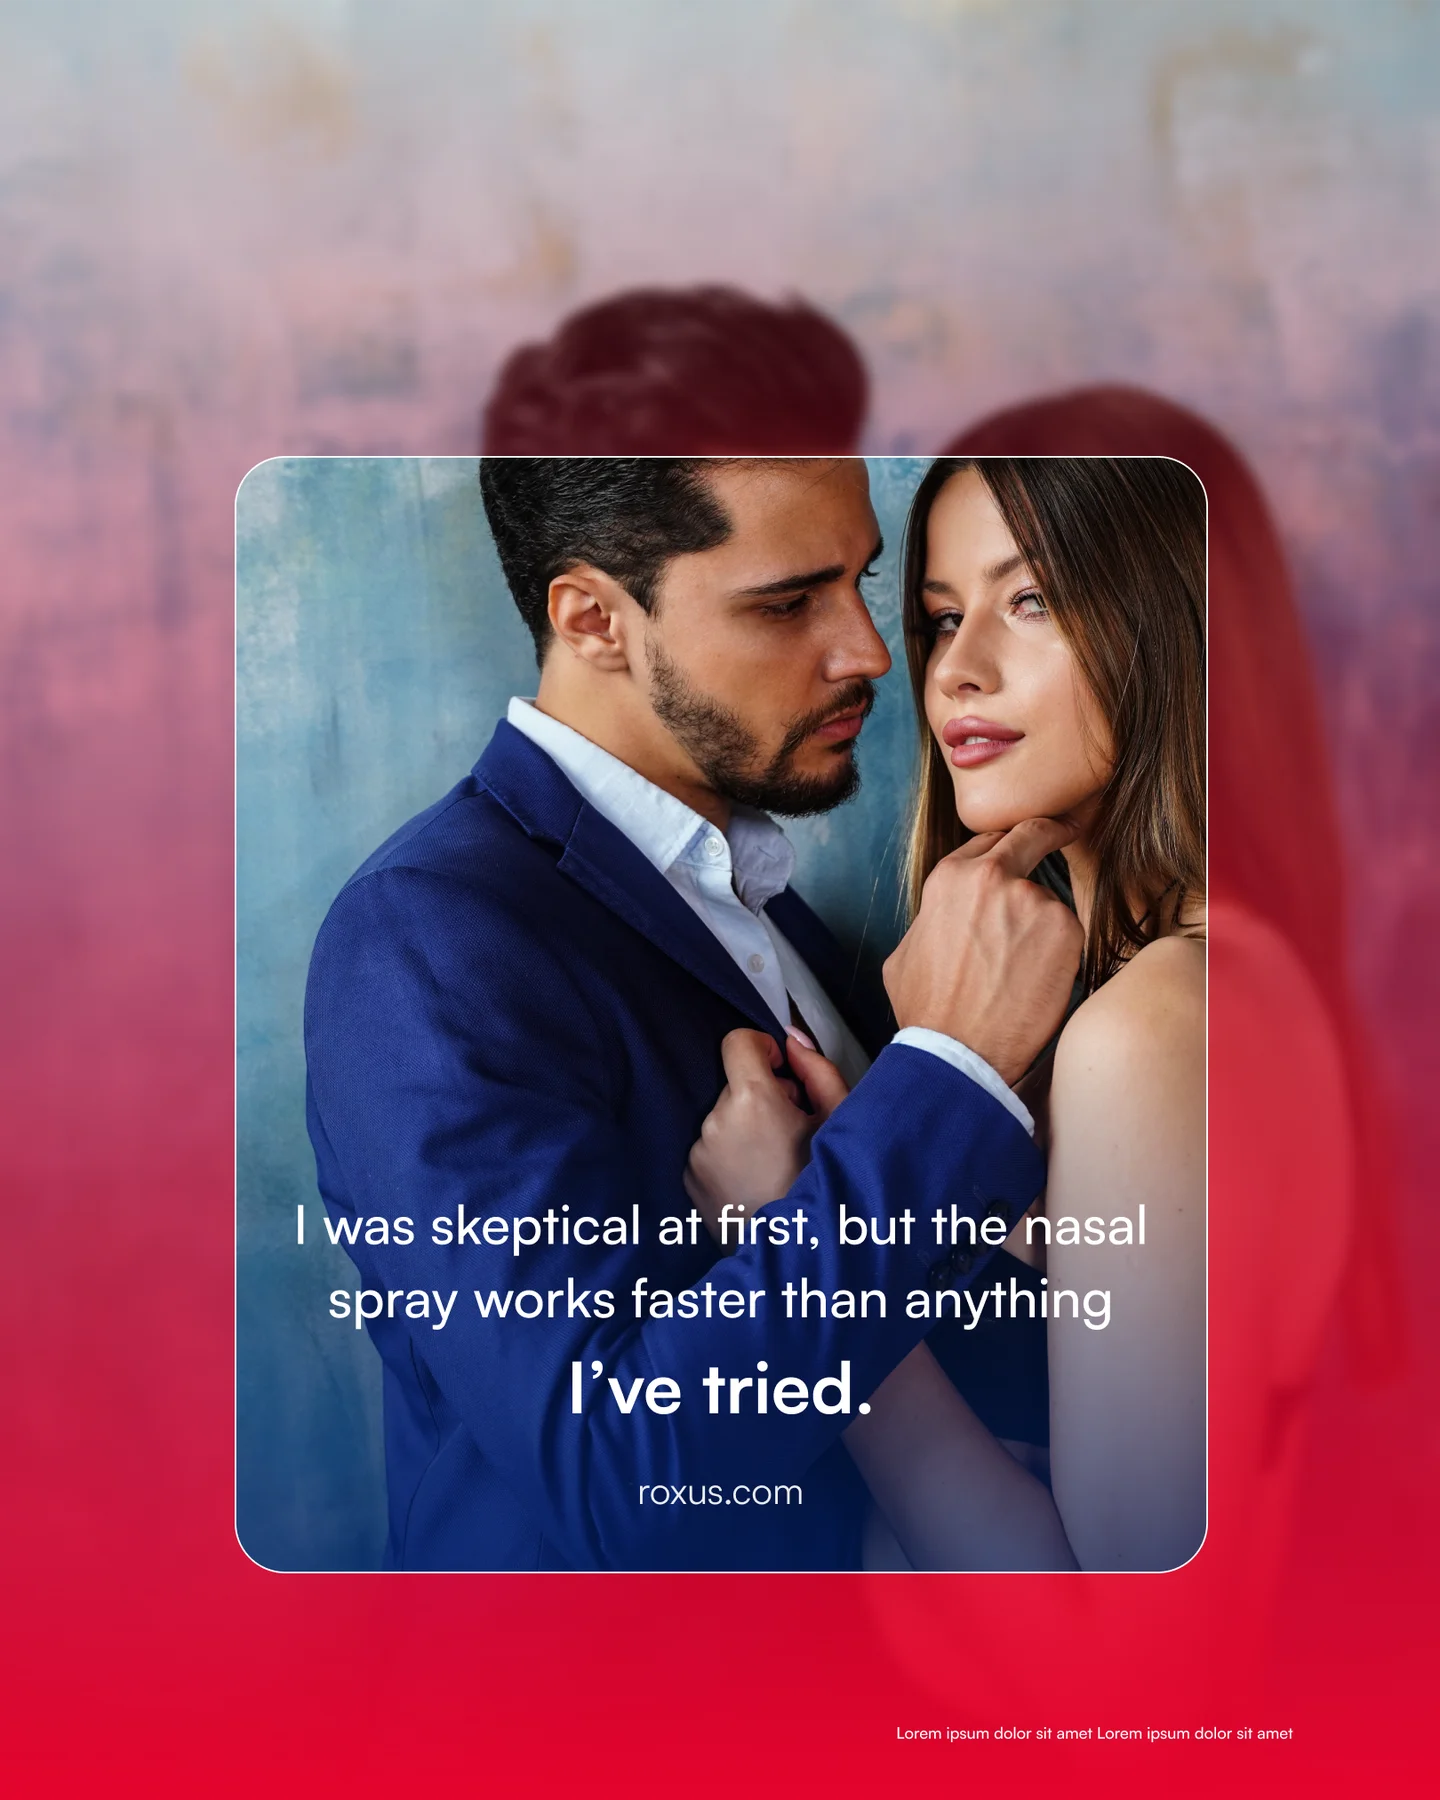 I was skeptical at first, but the nasal
spray works faster than anything
I’ve tried.
roxus.com
Lorem ipsum dolor sit amet Lorem ipsum dolor sit amet